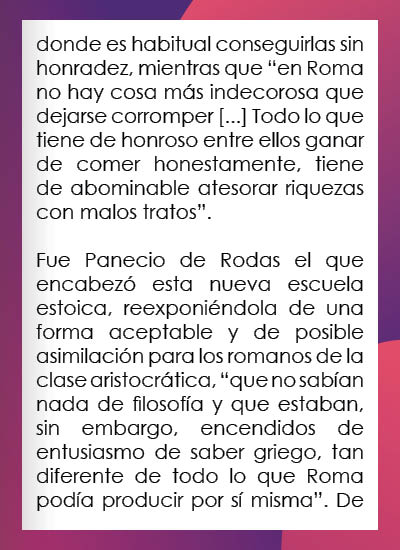 donde es habitual conseguirlas sin
honradez, mientras que “en Roma
no hay cosa más indecorosa que
dejarse corromper [...] Todo lo que
tiene de honroso entre ellos ganar
de comer honestamente, tiene
de abominable atesorar riquezas
con malos tratos”.

Fue Panecio de Rodas el que
encabezó esta nueva escuela
estoica, reexponiéndola de una
forma aceptable y de posible
asimilación para los romanos de la
clase aristocrática, “que no sabían
nada de filosofía y que estaban,
sin embargo, encendidos de
entusiasmo de saber griego, tan
diferente de todo lo que Roma
podía producir por sí misma”. De